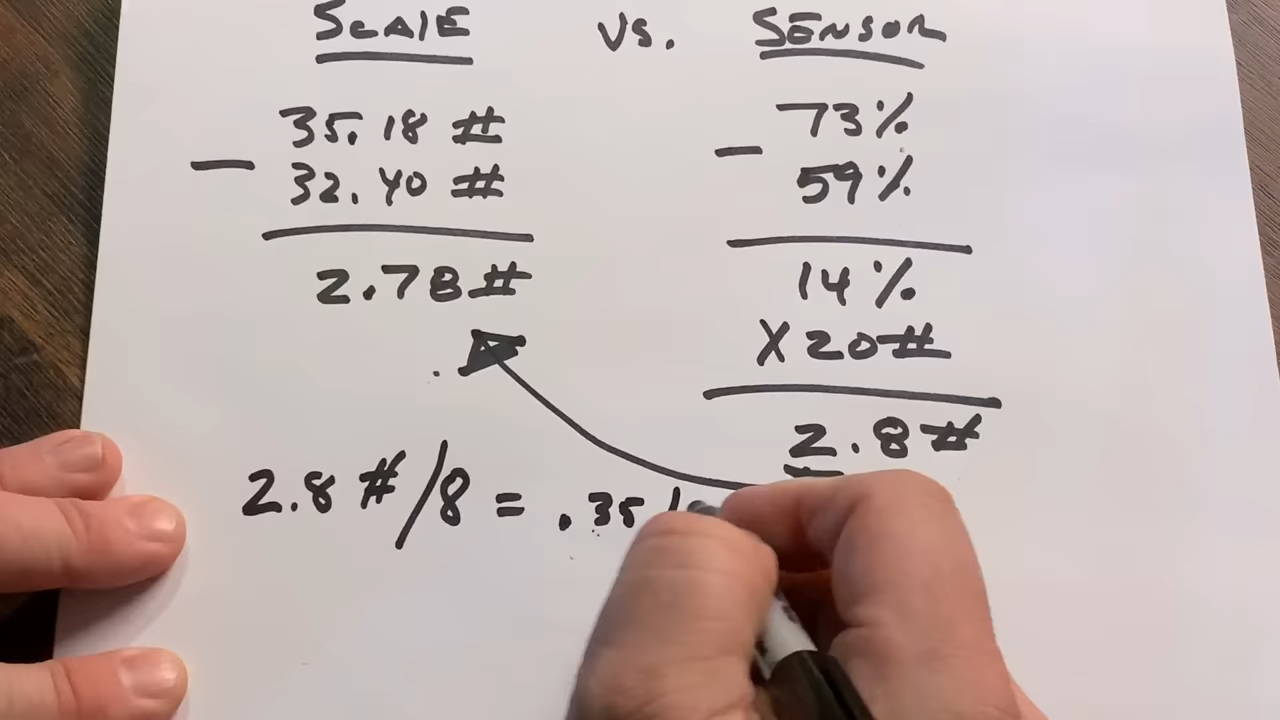 SCALE VS. SENSOR
35.18 #
- 32.40 #
2.78 #
73%
- 59%
14%
X 20#
2.8 #
2.8 #/8 = .35